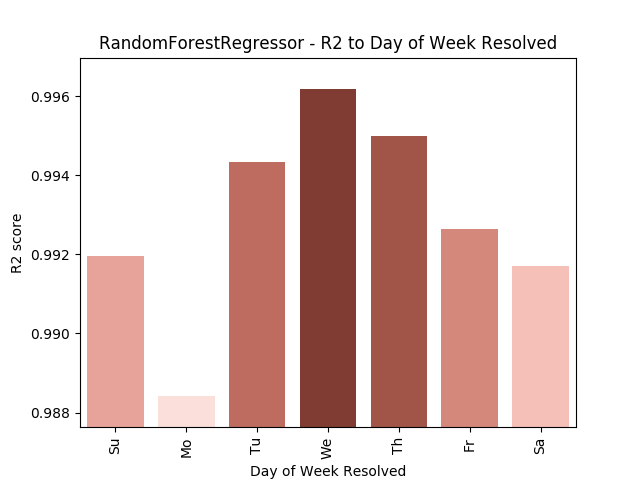 RandomForestRegressor - R2 to Day of Week Resolved
0.996
0.994
0.992
0.990
0.988
R2 score
Su
Mo
Tu
We
Th
Fr
Sa
Day of Week Resolved